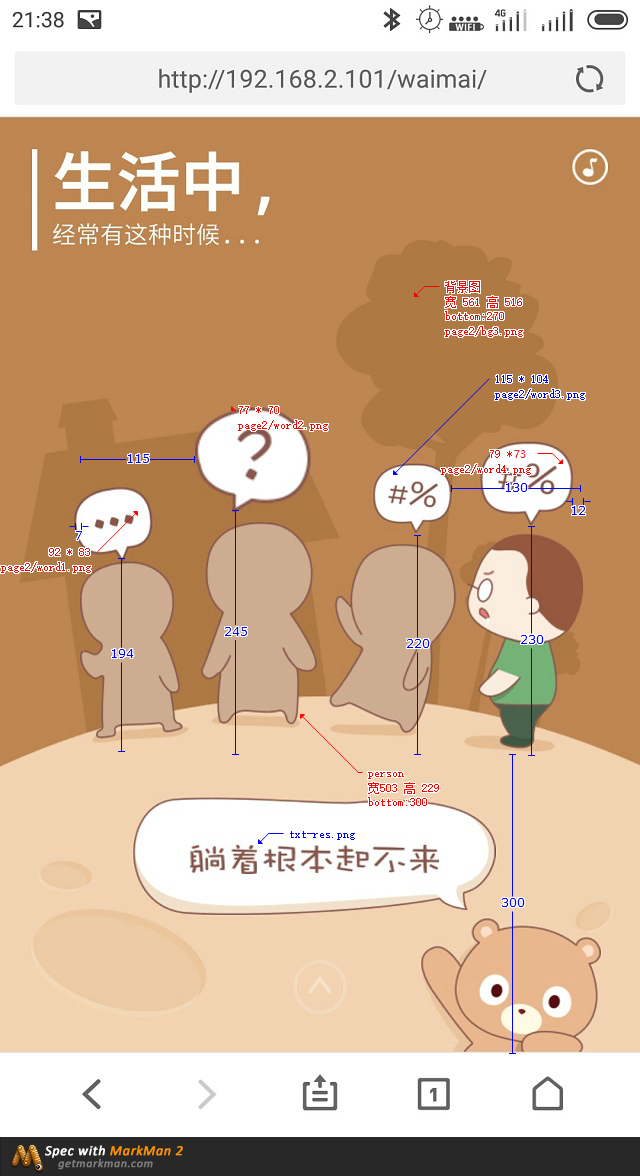 21:38
4G
WIFI
http://192.168.2.101/waimai/
生活中,
经常有这种时候...
背景图
宽 561 高 516
bottom:270
page2/bg3.png
115 * 104
page2/word3.png
77 * 70
page2/word2.png
?
115
79 *73
page2/word4.png
#%
#%
130
12
7
92 * 83
page2/word1.png
194
245
220
230
person
宽503 高 229
bottom:300
txt-res.png
躺着根本起不来
300
1
Spec with MarkMan 2
getmarkman.com